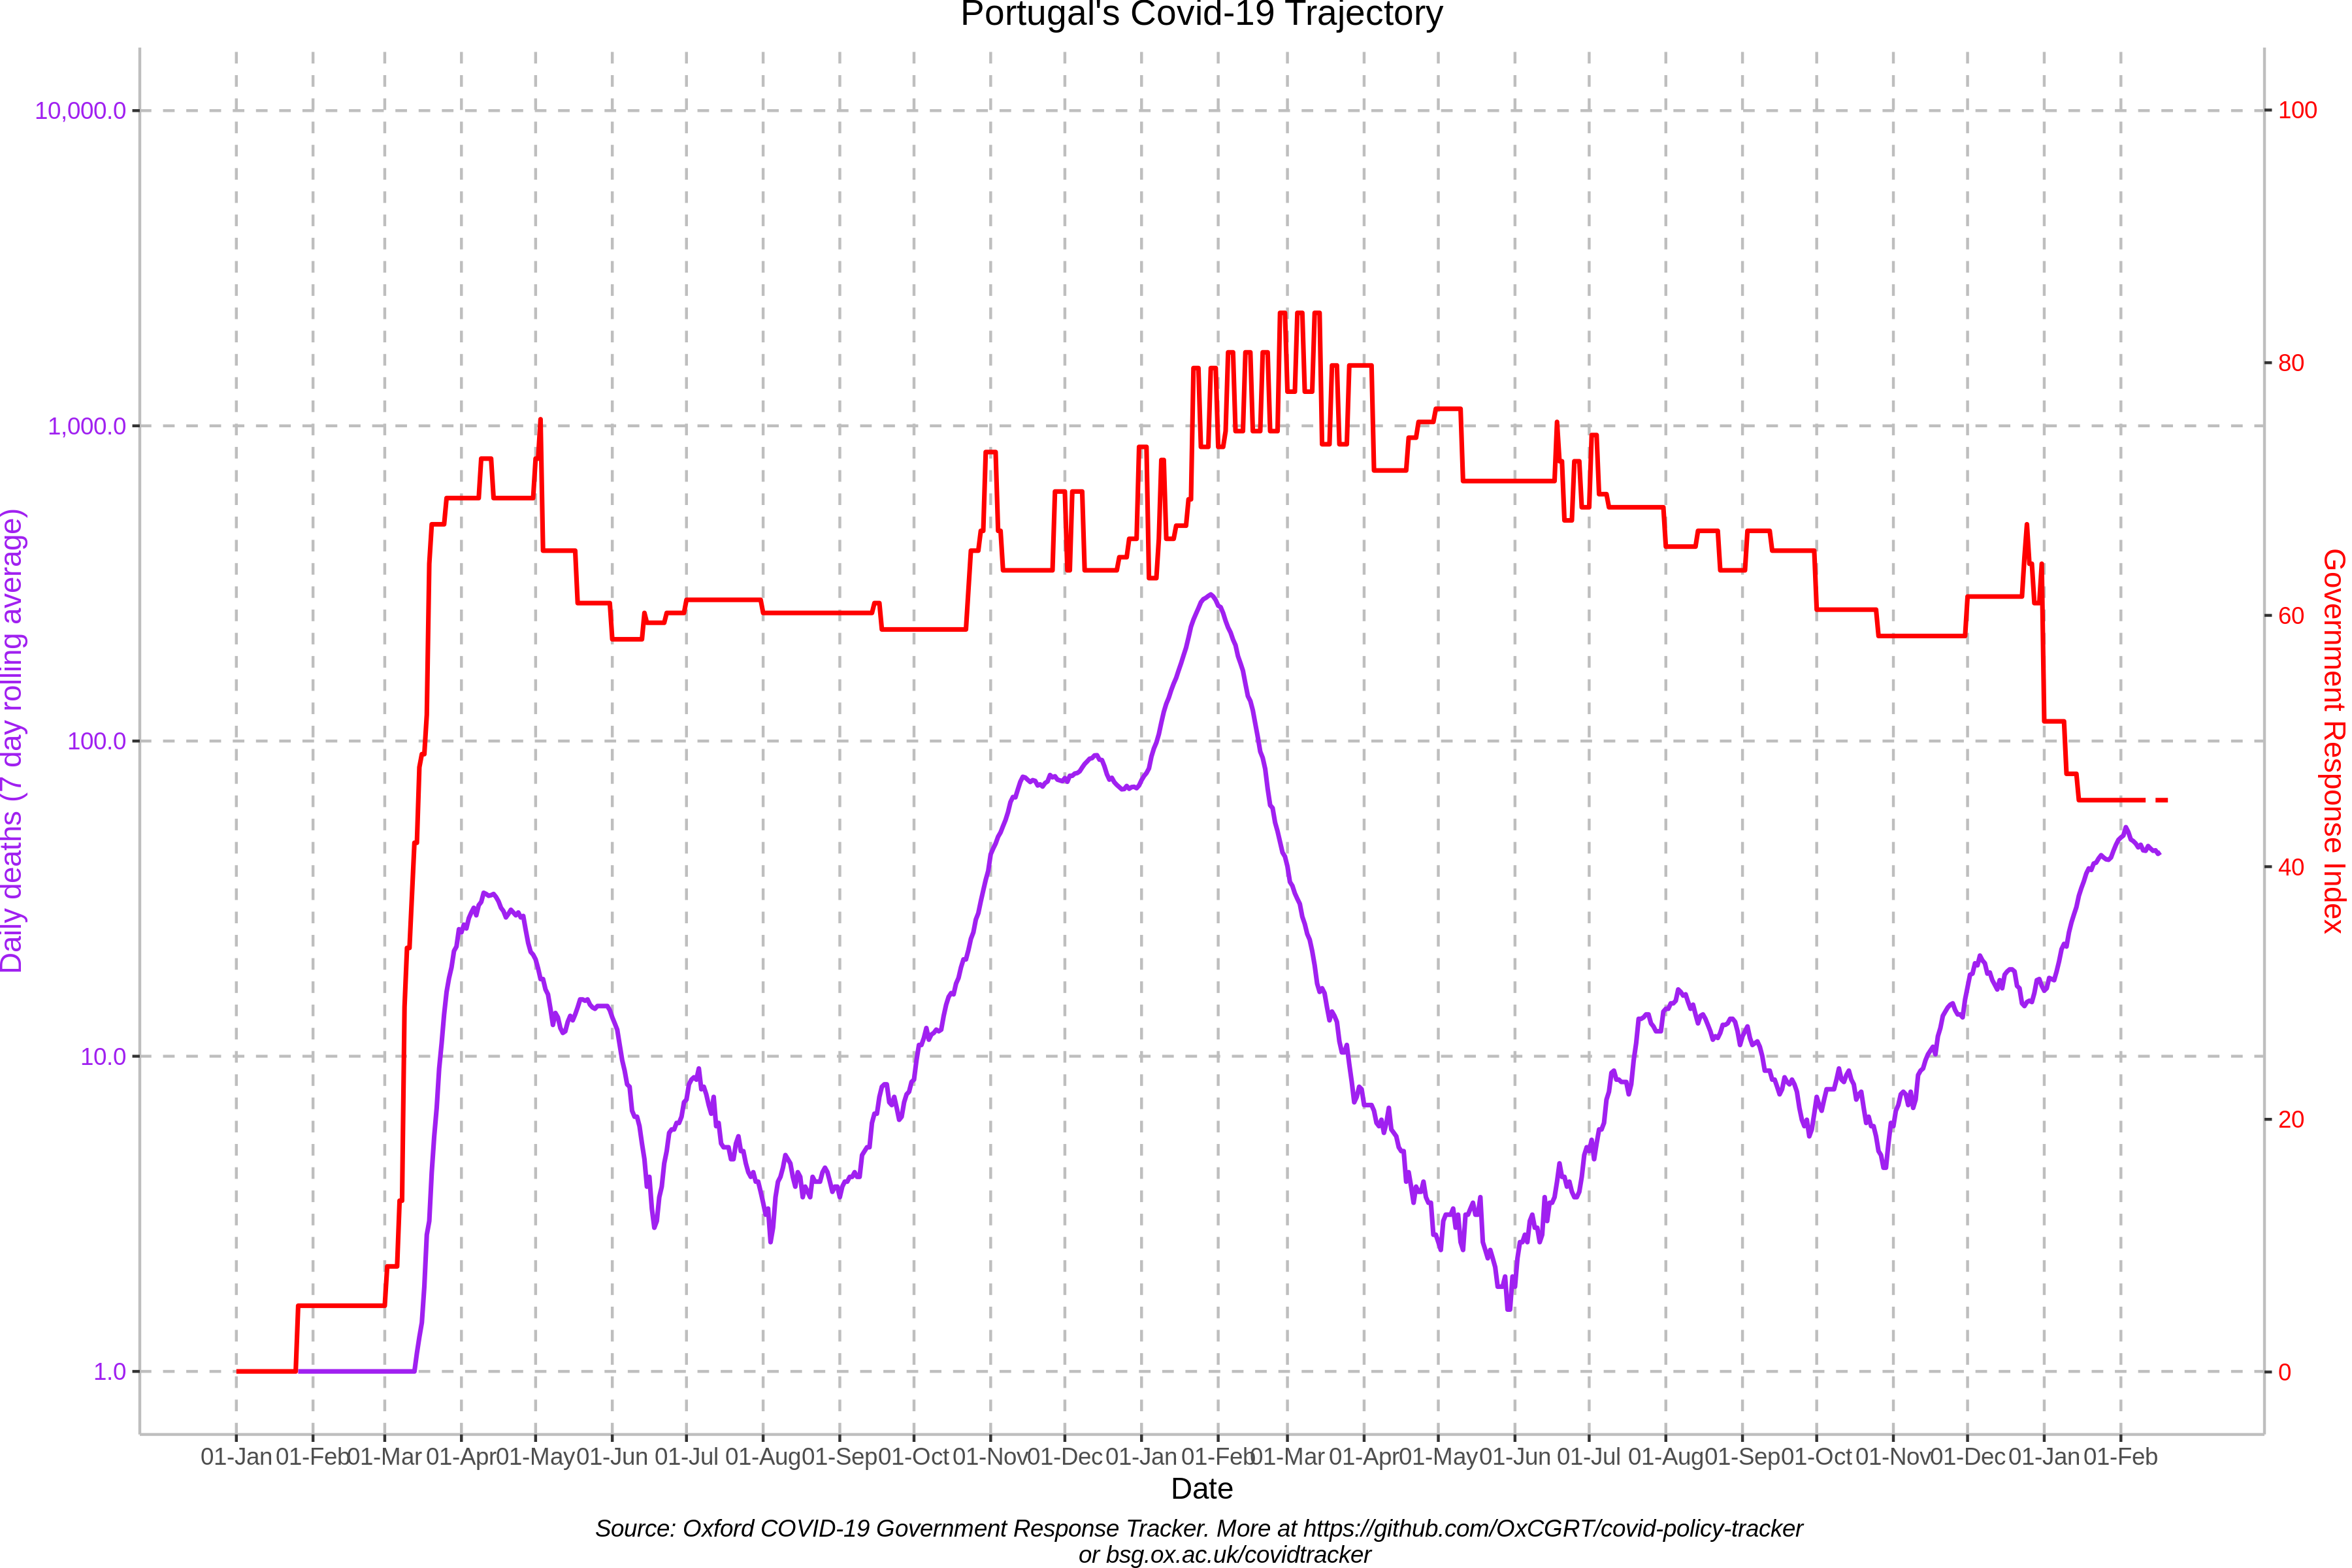 Portugal's Covid-19 Trajectory
10,000.0
1,000.0
100.0
10.0
1.0
Daily deaths (7 day rolling average)
100
80
60
40
20
0
Government Response Index
01-Jan 01-Feb 01-Mar 01-Apr 01-May 01-Jun 01-Jul 01-Aug 01-Sep 01-Oct 01-Nov 01-Dec 01-Jan 01-Feb 01-Mar 01-Apr 01-May 01-Jun 01-Jul 01-Aug 01-Sep 01-Oct 01-Nov 01-Dec 01-Jan 01-Feb
Date
Source: Oxford COVID-19 Government Response Tracker. More at https://github.com/OxCGRT/covid-policy-tracker
or bsg.ox.ac.uk/covidtracker